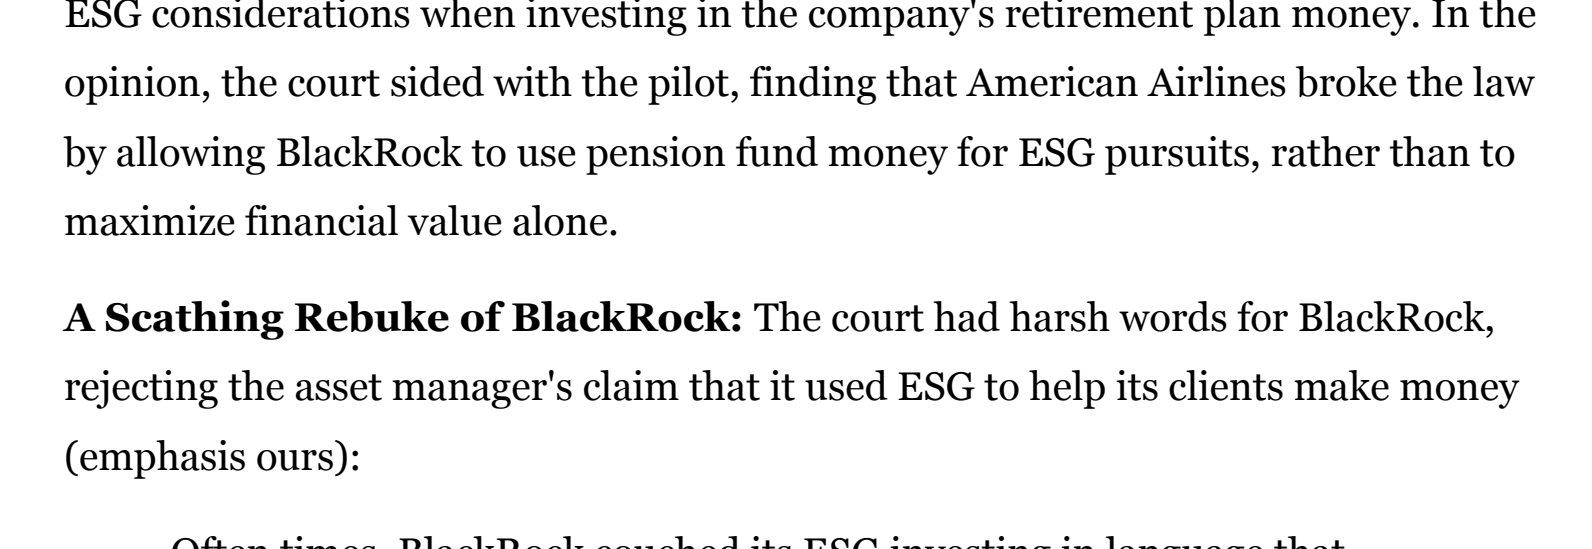 ESG considerations when investing in the company's retirement plan money. In the
opinion, the court sided with the pilot, finding that American Airlines broke the law
by allowing BlackRock to use pension fund money for ESG pursuits, rather than to
maximize financial value alone.
A Scathing Rebuke of BlackRock: The court had harsh words for BlackRock,
rejecting the asset manager's claim that it used ESG to help its clients make money
(emphasis ours):
Often times, BlackRock couched its ESG investing in language that